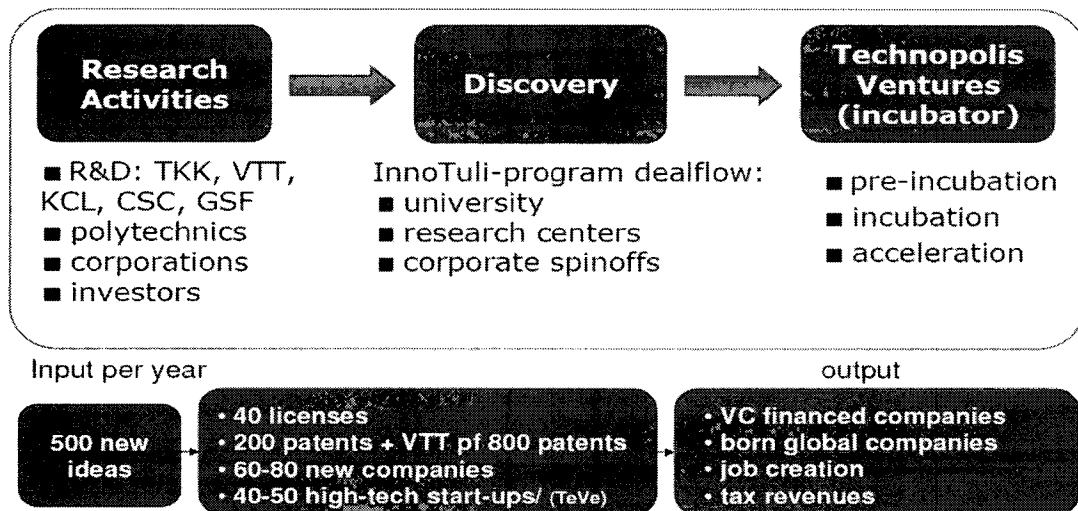 Research
Activities
Discovery
Technopolis
Ventures
(incubator)
■ R&D: TKK, VTT,
KCL, CSC, GSF
■ polytechnics
■ corporations
■ investors
InnoTuli-program dealflow:
■ university
■ research centers
■ corporate spinoffs
■ pre-incubation
■ incubation
■ acceleration
Input per year
output
500 new
ideas
• 40 licenses
• 200 patents + VTT pf 800 patents
• 60-80 new companies
• 40-50 high-tech start-ups/ (TeVe)
• VC financed companies
• born global companies
• job creation
• tax revenues